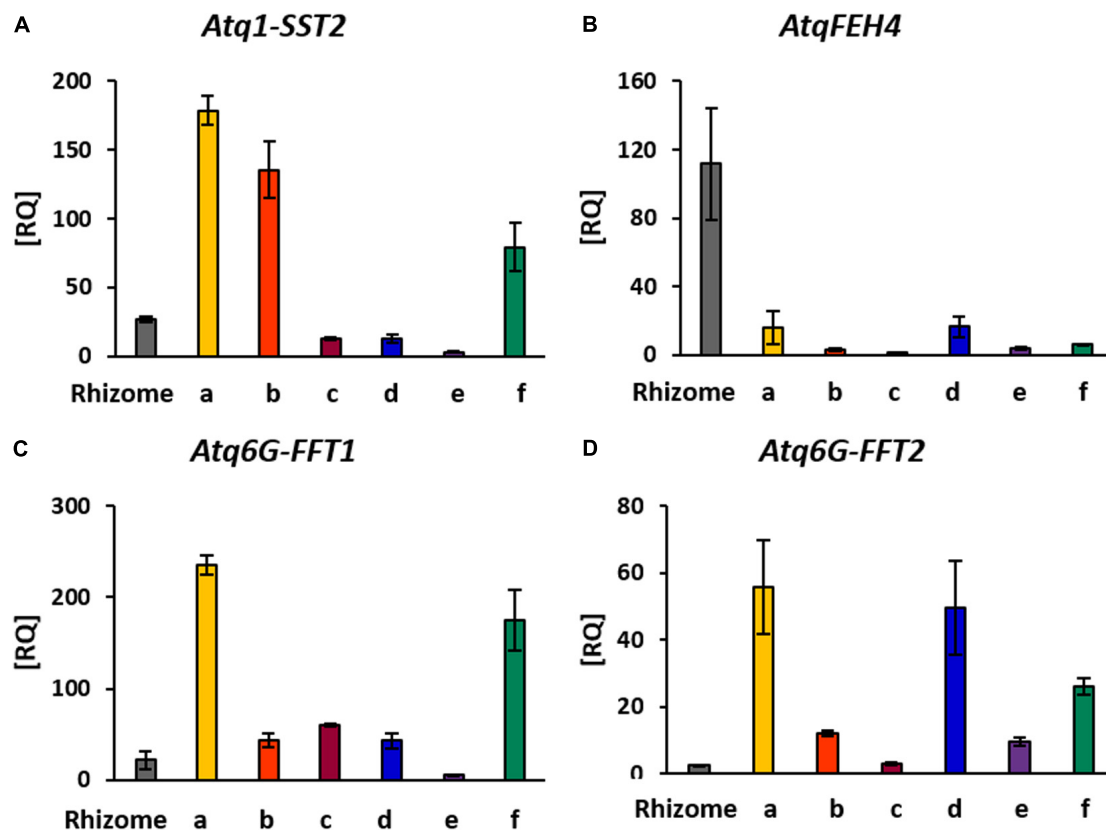 A
Atq1-SST2
[RQ]
200
150
100
50
0
Rhizome a b c d e f
B
AtqFEH4
[RQ]
160
120
80
40
0
Rhizome a b c d e f
C
Atq6G-FFT1
[RQ]
300
200
100
0
Rhizome a b c d e f
D
Atq6G-FFT2
[RQ]
80
60
40
20
0
Rhizome a b c d e f